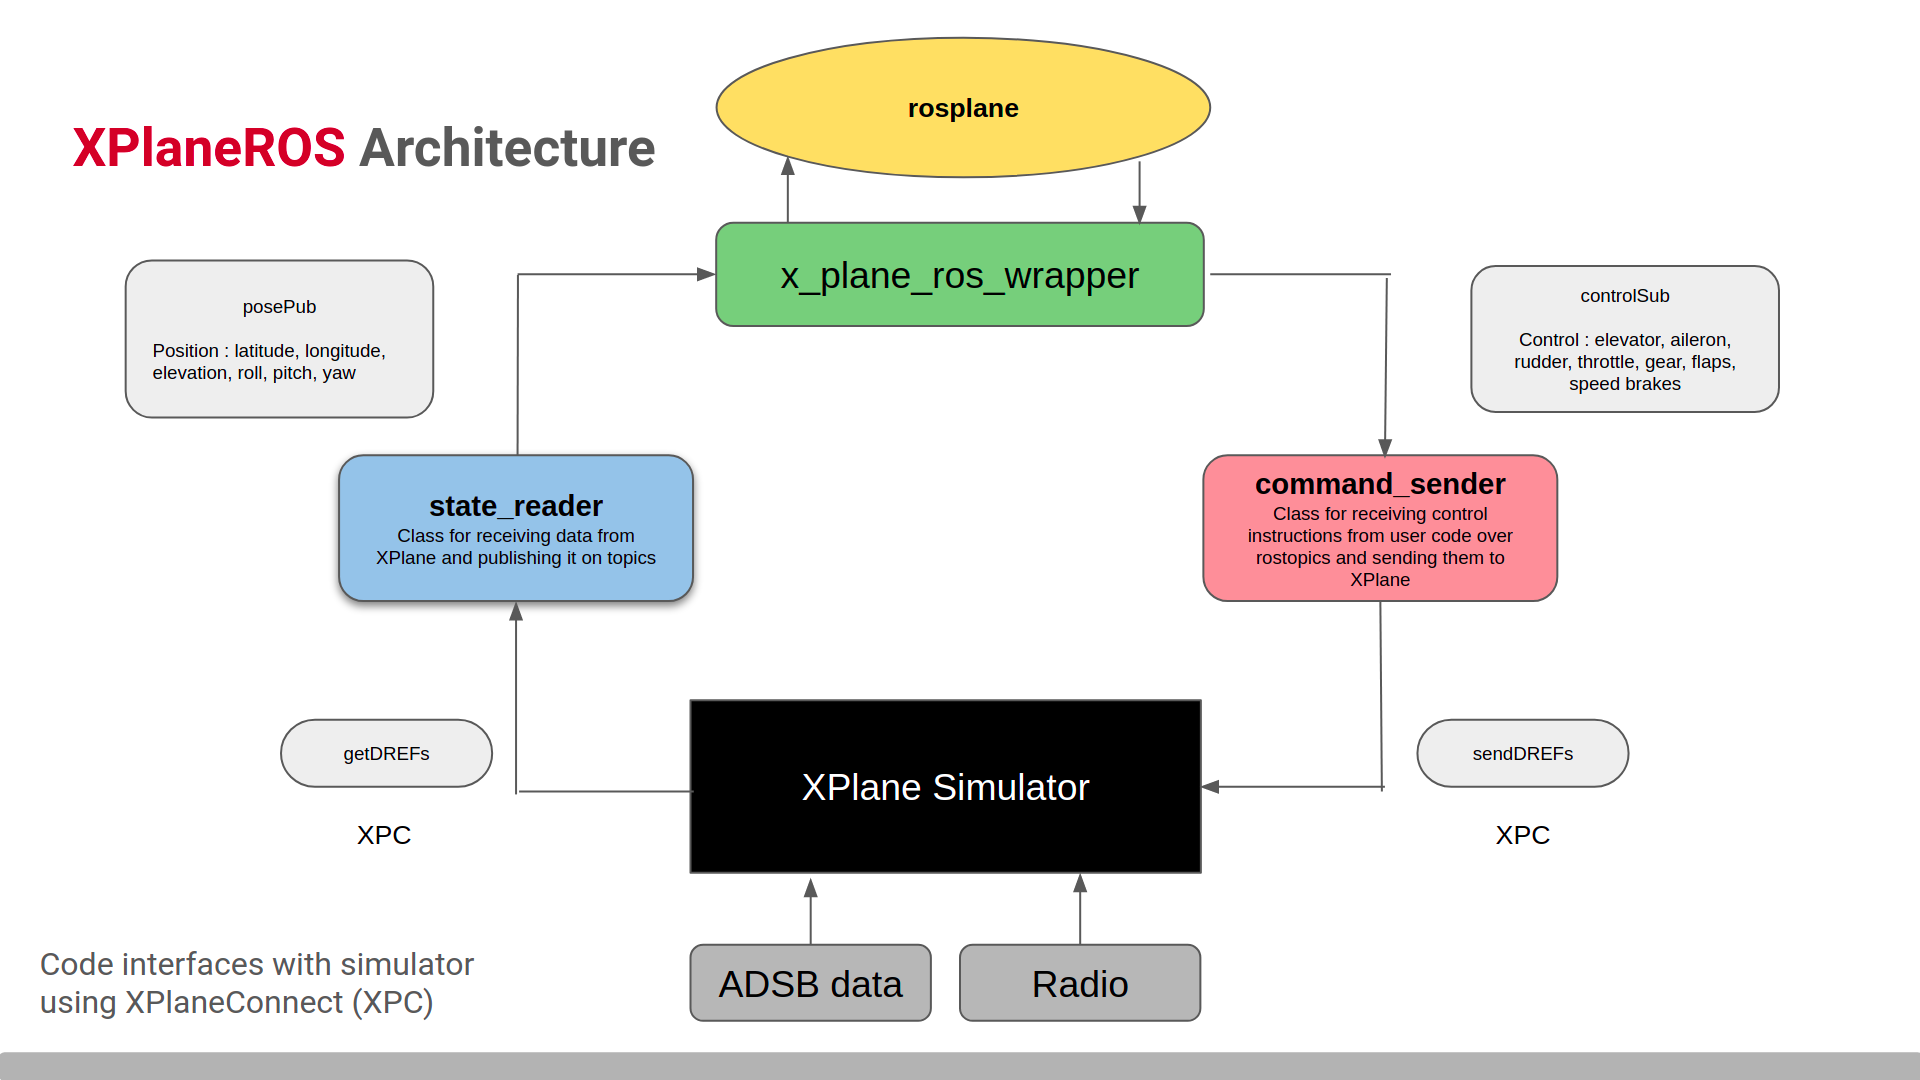 rosplane
XPlaneROS Architecture
x_plane_ros_wrapper
posePub
Position : latitude, longitude,
elevation, roll, pitch, yaw
controlSub
Control : elevator, aileron,
rudder, throttle, gear, flaps,
speed brakes
state_reader
Class for receiving data from
XPlane and publishing it on topics
command_sender
Class for receiving control
instructions from user code over
rostopics and sending them to
XPlane
getDREFs
XPC
XPlane Simulator
sendDREFs
XPC
ADSB data
Radio
Code interfaces with simulator
using XPlaneConnect (XPC)